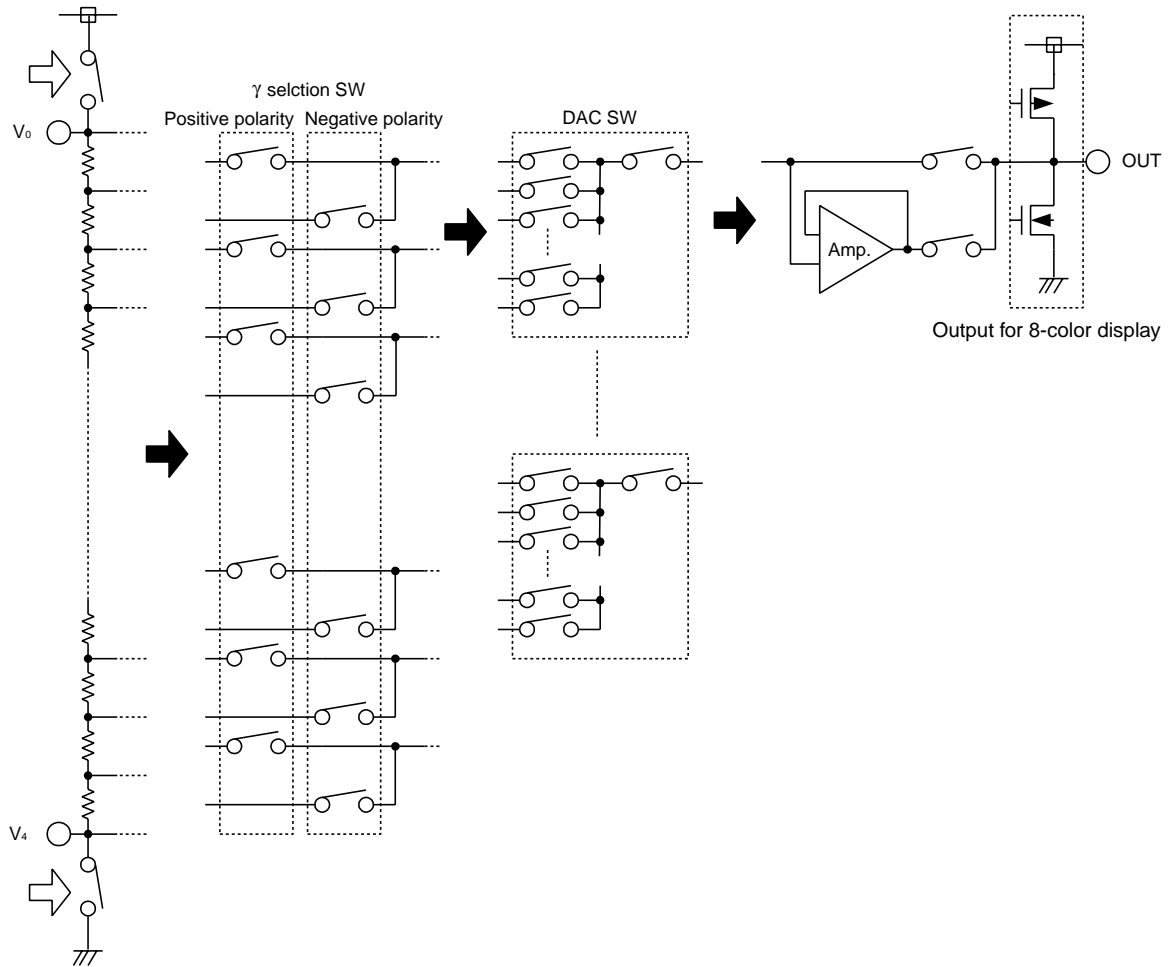 γ selction SW
Positive polarity Negative polarity
DAC SW
V₀
OUT
Amp.
Output for 8-color display
V₄